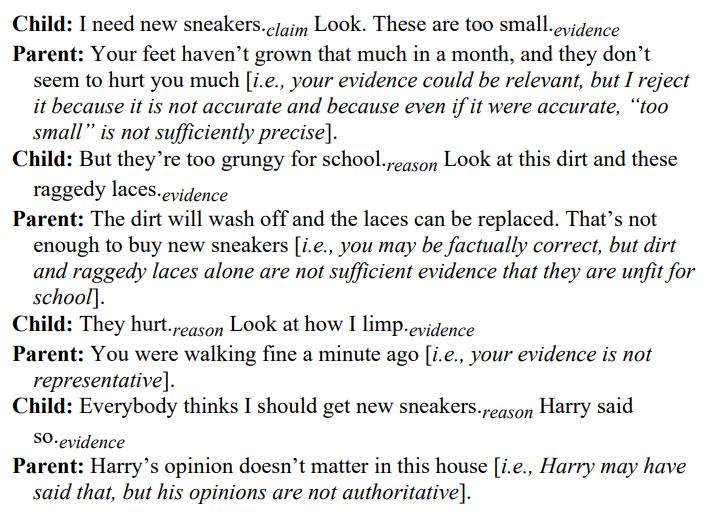 Child: I need new sneakers.claim Look. These are too small.evidence
Parent: Your feet haven’t grown that much in a month, and they don’t
seem to hurt you much [i.e., your evidence could be relevant, but I reject
it because it is not accurate and because even if it were accurate, “too
small” is not sufficiently precise].
Child: But they’re too grungy for school.reason Look at this dirt and these
raggedy laces.evidence
Parent: The dirt will wash off and the laces can be replaced. That’s not
enough to buy new sneakers [i.e., you may be factually correct, but dirt
and raggedy laces alone are not sufficient evidence that they are unfit for
school].
Child: They hurt.reason Look at how I limp.evidence
Parent: You were walking fine a minute ago [i.e., your evidence is not
representative].
Child: Everybody thinks I should get new sneakers.reason Harry said
so.evidence
Parent: Harry’s opinion doesn’t matter in this house [i.e., Harry may have
said that, but his opinions are not authoritative].